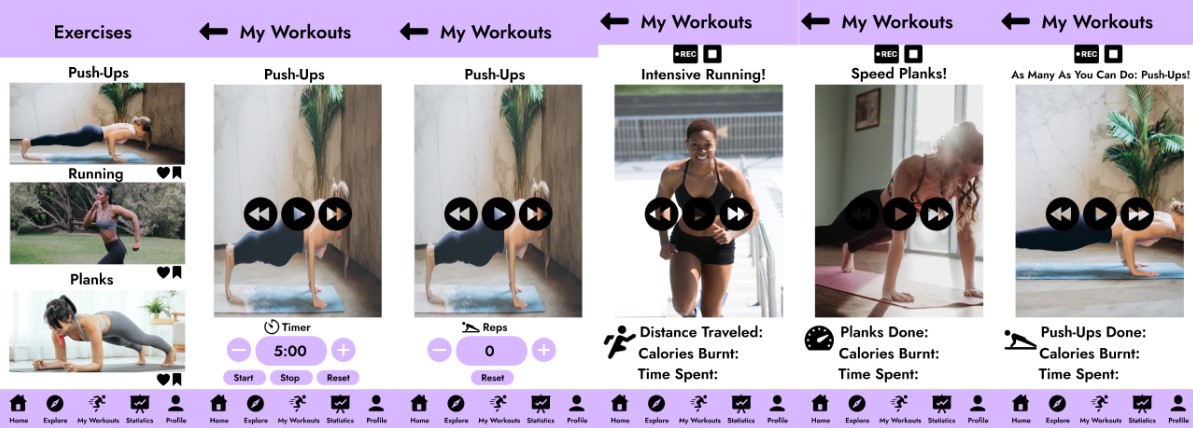 Exercises
Push-Ups
Running
Planks
Home Explore My Workouts Statistics Profile
My Workouts
Push-Ups
Timer
5:00
Start Stop Reset
Home Explore My Workouts Statistics Profile
My Workouts
Push-Ups
Reps
0
Reset
Home Explore My Workouts Statistics Profile
My Workouts
REC
Intensive Running!
Distance Traveled:
Calories Burnt:
Time Spent:
Home Explore My Workouts Statistics Profile
My Workouts
REC
Speed Planks!
Planks Done:
Calories Burnt:
Time Spent:
Home Explore My Workouts Statistics Profile
My Workouts
REC
As Many As You Can Do: Push-Ups!
Push-Ups Done:
Calories Burnt:
Time Spent:
Home Explore My Workouts Statistics Profile